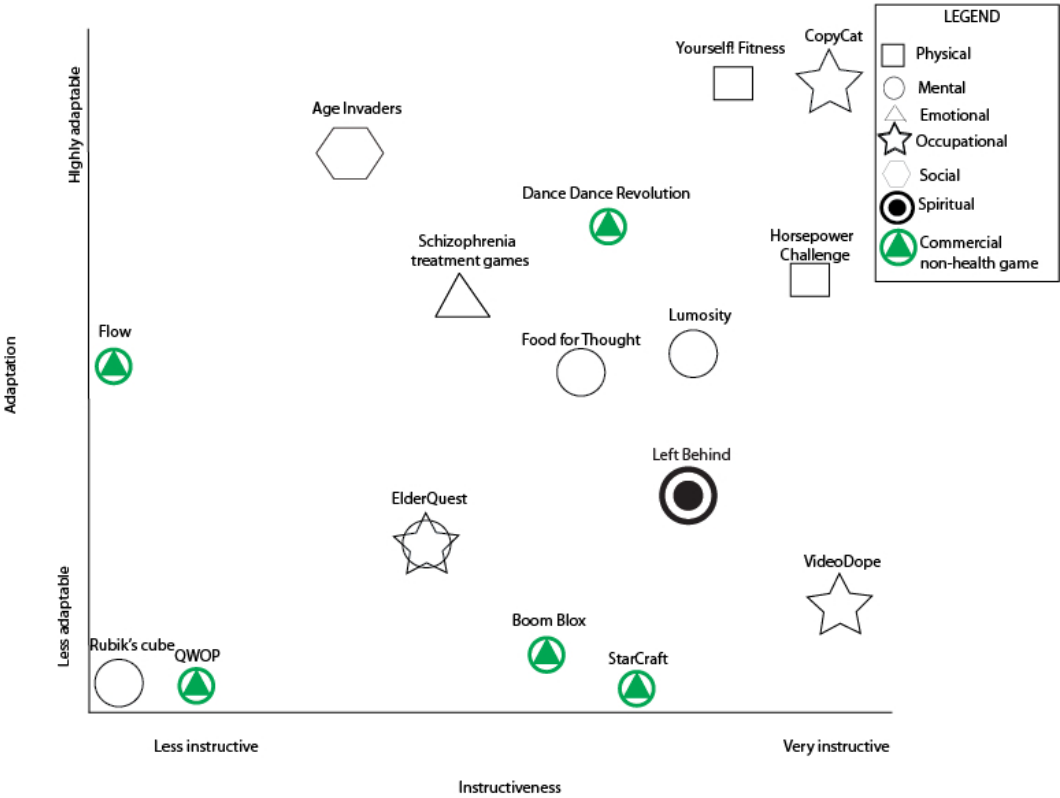 LEGEND
Physical
Mental
Emotional
Occupational
Social
Spiritual
Commercial
non-health game
CopyCat
Yourself! Fitness
Age Invaders
Highly adaptable
Dance Dance Revolution
Schizophrenia
treatment games
Horsepower
Challenge
Lumosity
Flow
Food for Thought
Adaptation
Left Behind
ElderQuest
VideoDope
Less adaptable
Boom Blox
Rubik's cube
QWOP
StarCraft
Less instructive
Very instructive
Instructiveness